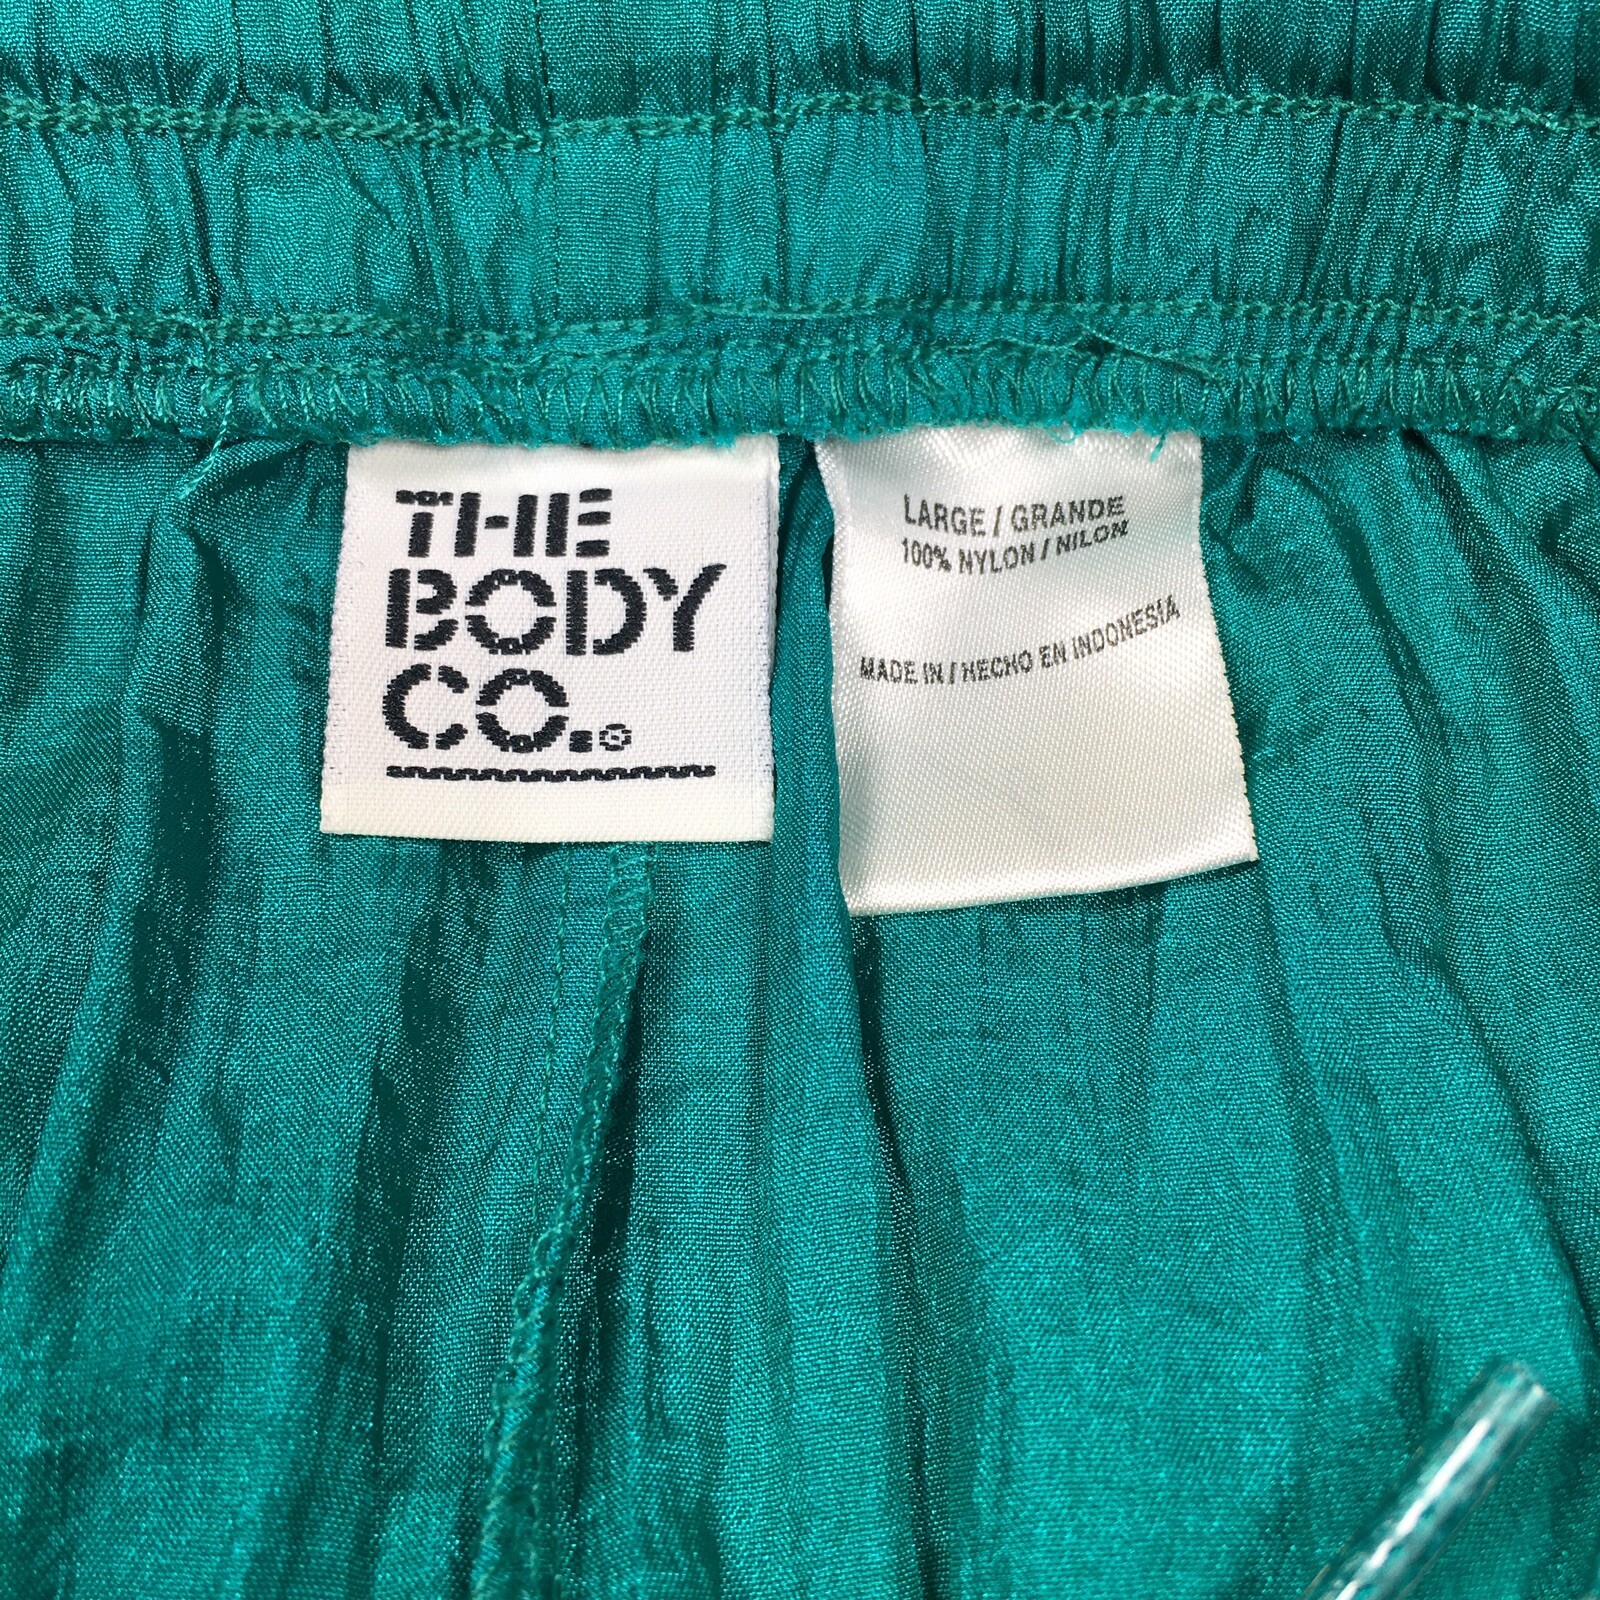 THE
BODY
CO.®
LARGE / GRANDE
100% NYLON / NILON
MADE IN / HECHO EN INDONESIA